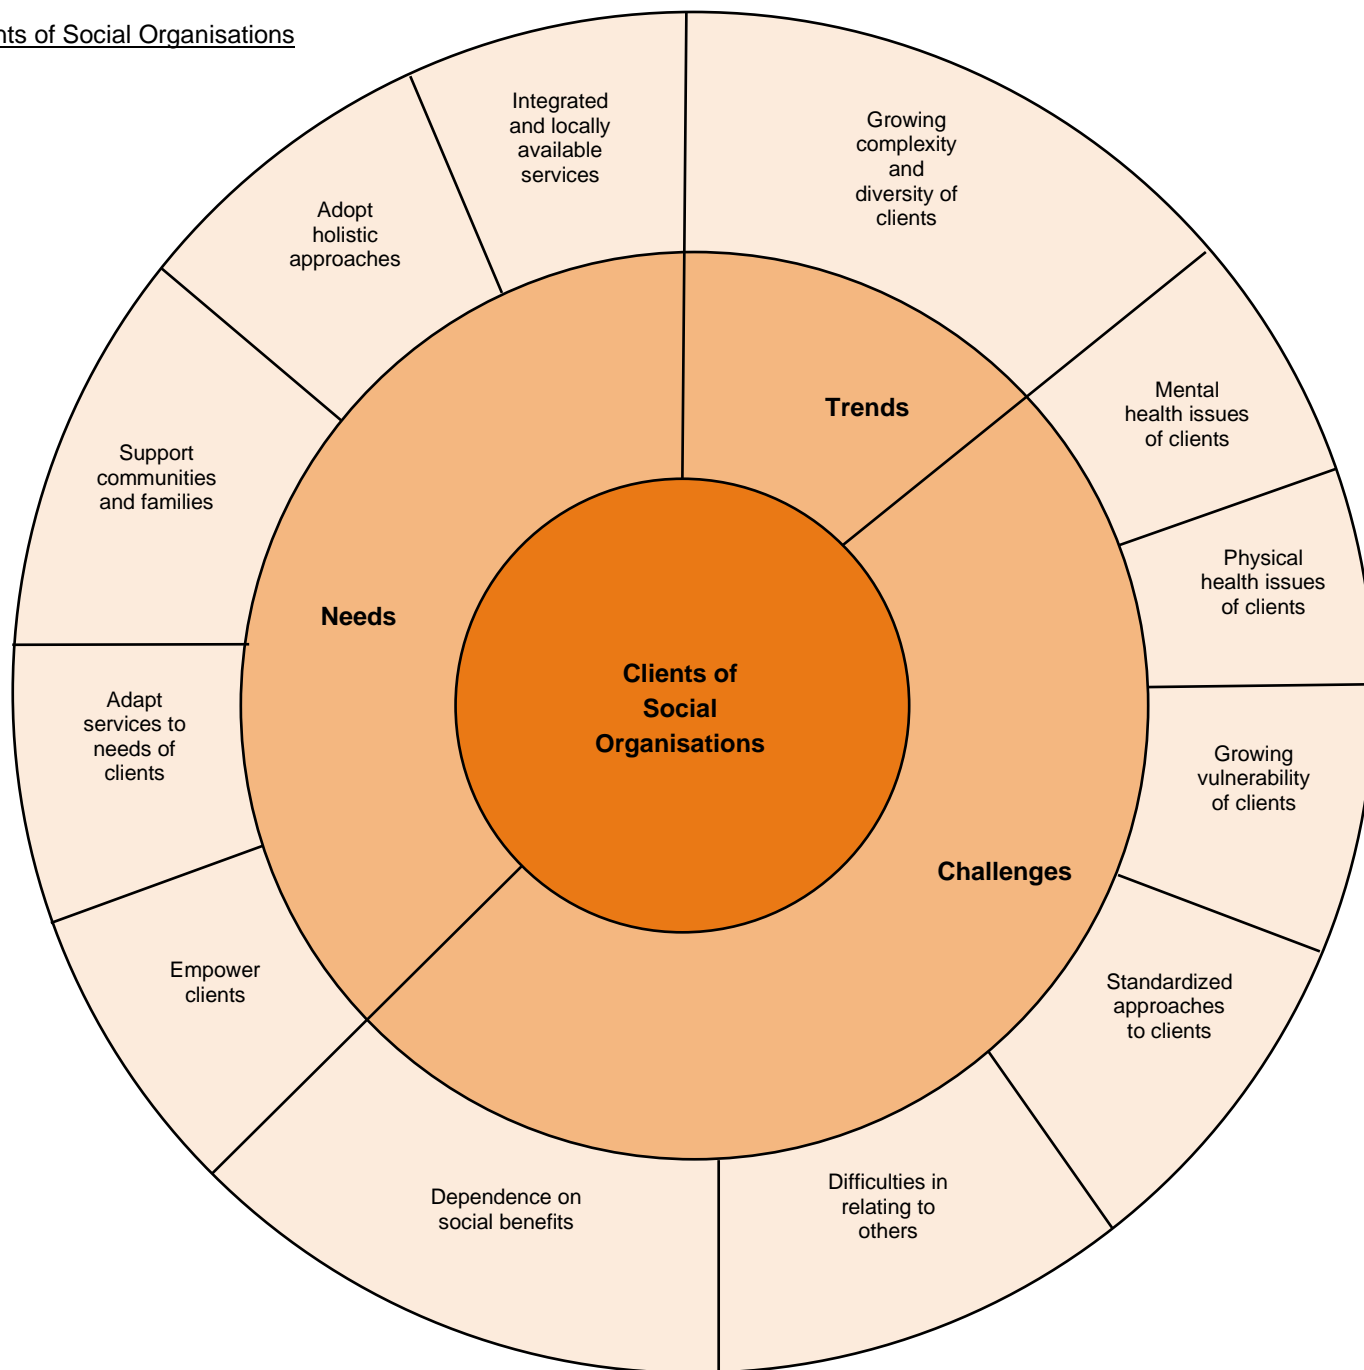 of Social Organisations
Integrated
and locally
available
services
Growing
complexity
and
diversity of
clients
Adopt
holistic
approaches
Mental
health issues
of clients
Trends
Support
communities
and families
Physical
health issues
of clients
Needs
Clients of
Social
Organisations
Adapt
services to
needs of
clients
Growing
vulnerability
of clients
Challenges
Empower
clients
Standardized
approaches
to clients
Dependence on
social benefits
Difficulties in
relating to
others